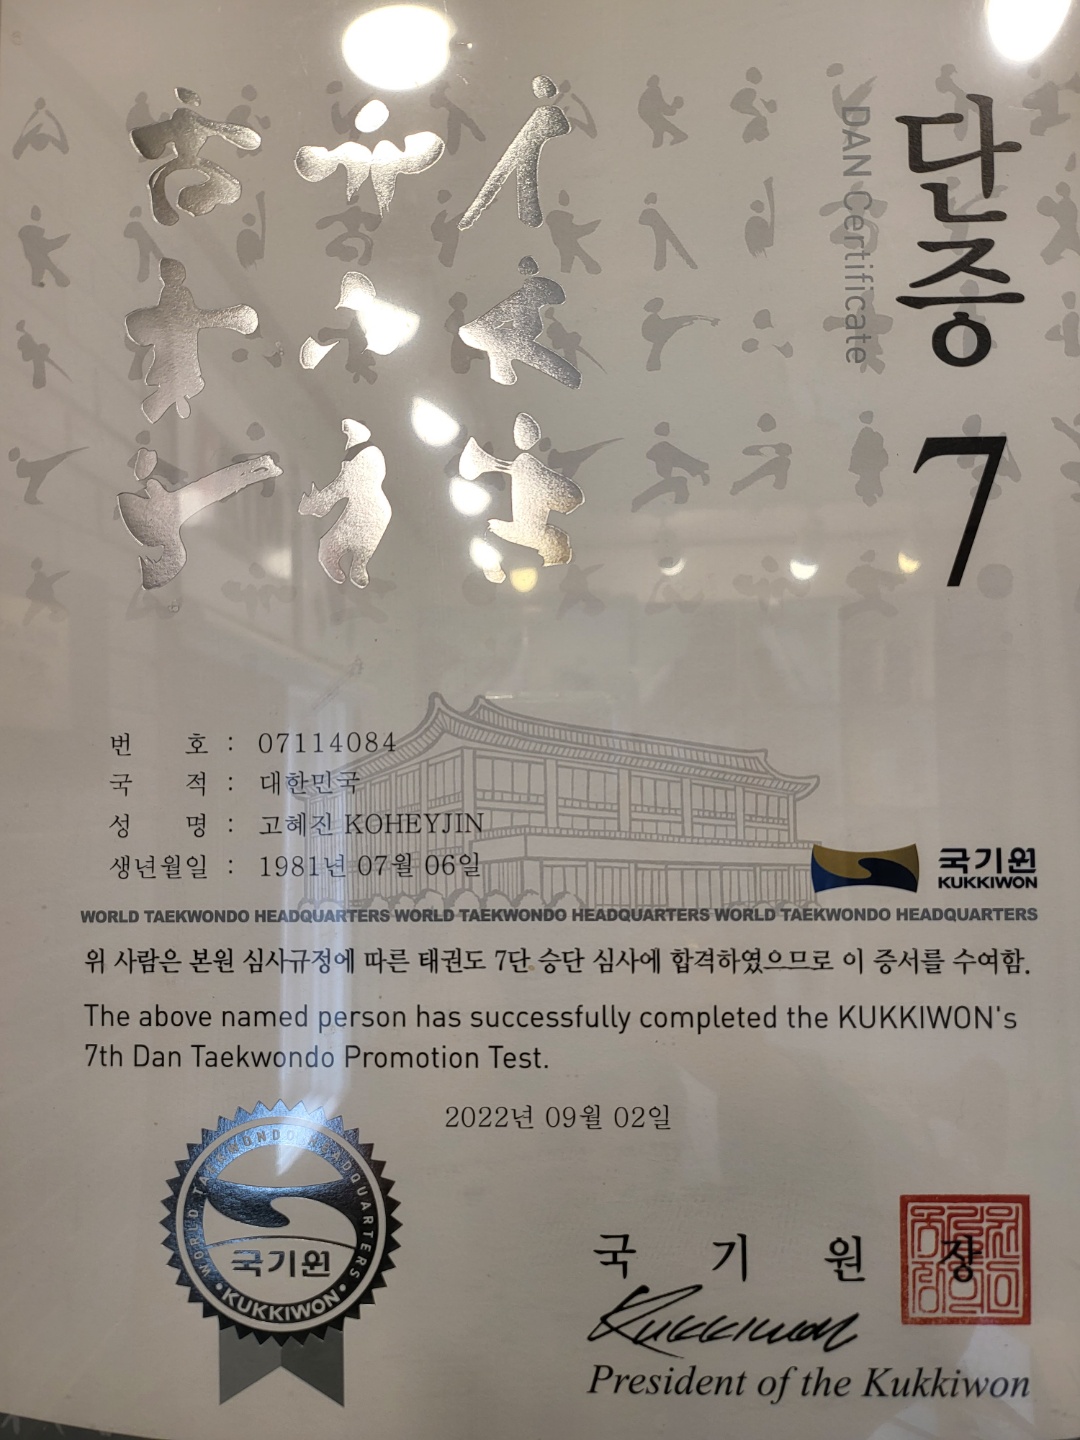 단증 7
DAN Certificate
번 호 : 07114084
국 적 : 대한민국
성 명 : 고혜진 KOHEYJIN
생년월일 : 1981년 07월 06일
국기원
KUKKIWON
WORLD TAEKWONDO HEADQUARTERS WORLD TAEKWONDO HEADQUARTERS WORLD TAEKWONDO HEADQUARTERS
위 사람은 본원 심사규정에 따른 태권도 7단 승단 심사에 합격하였으므로 이 증서를 수여함.
The above named person has successfully completed the KUKKIWON's
7th Dan Taekwondo Promotion Test.
2022년 09월 02일
WORLD TAEKWONDO HEADQUARTERS
국기원
• KUKKIWON •
국 기 원 장
Kukkiwon
President of the Kukkiwon